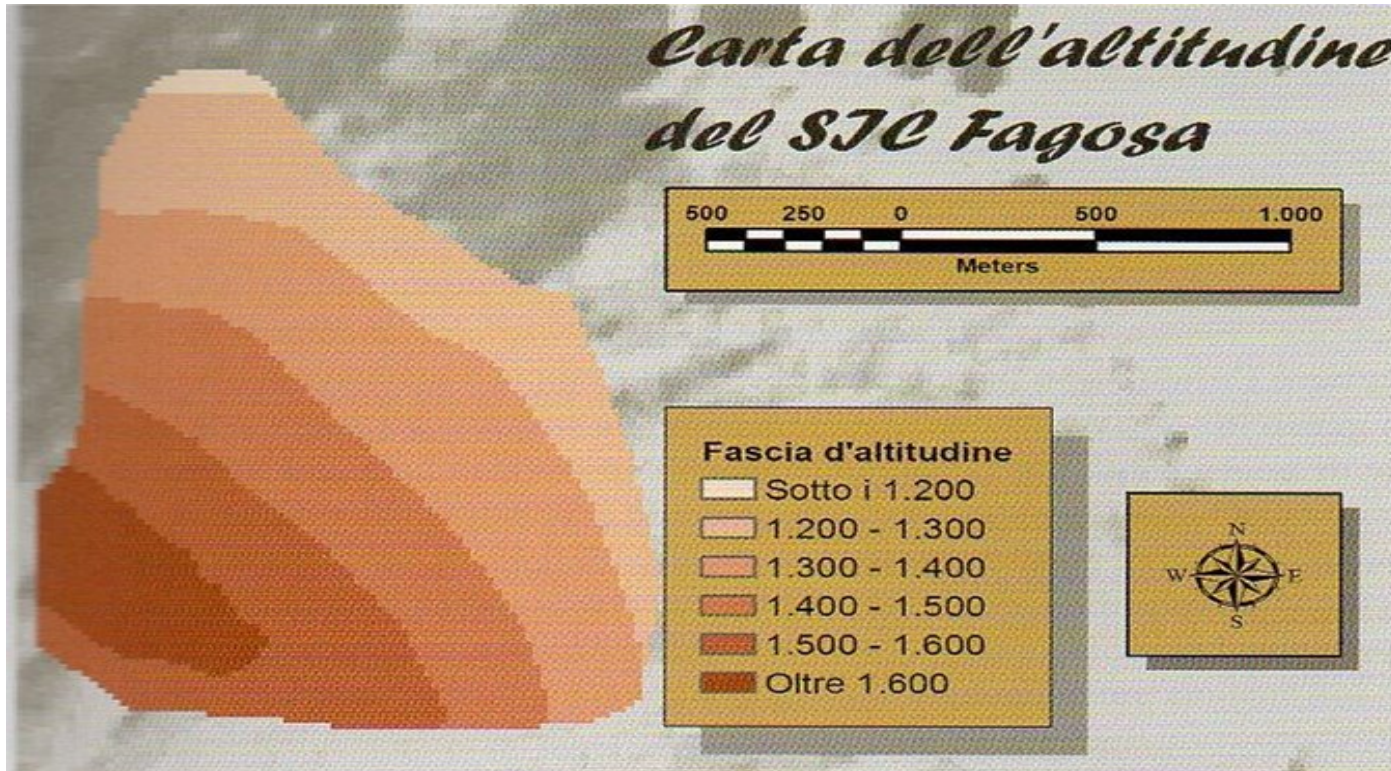 Carta dell'altitudine
del SIC Fagosa
500 250 0 500 1.000
Meters
Fascia d'altitudine
Sotto i 1.200
1.200 - 1.300
1.300 - 1.400
1.400 - 1.500
1.500 - 1.600
Oltre 1.600
N
W E
S